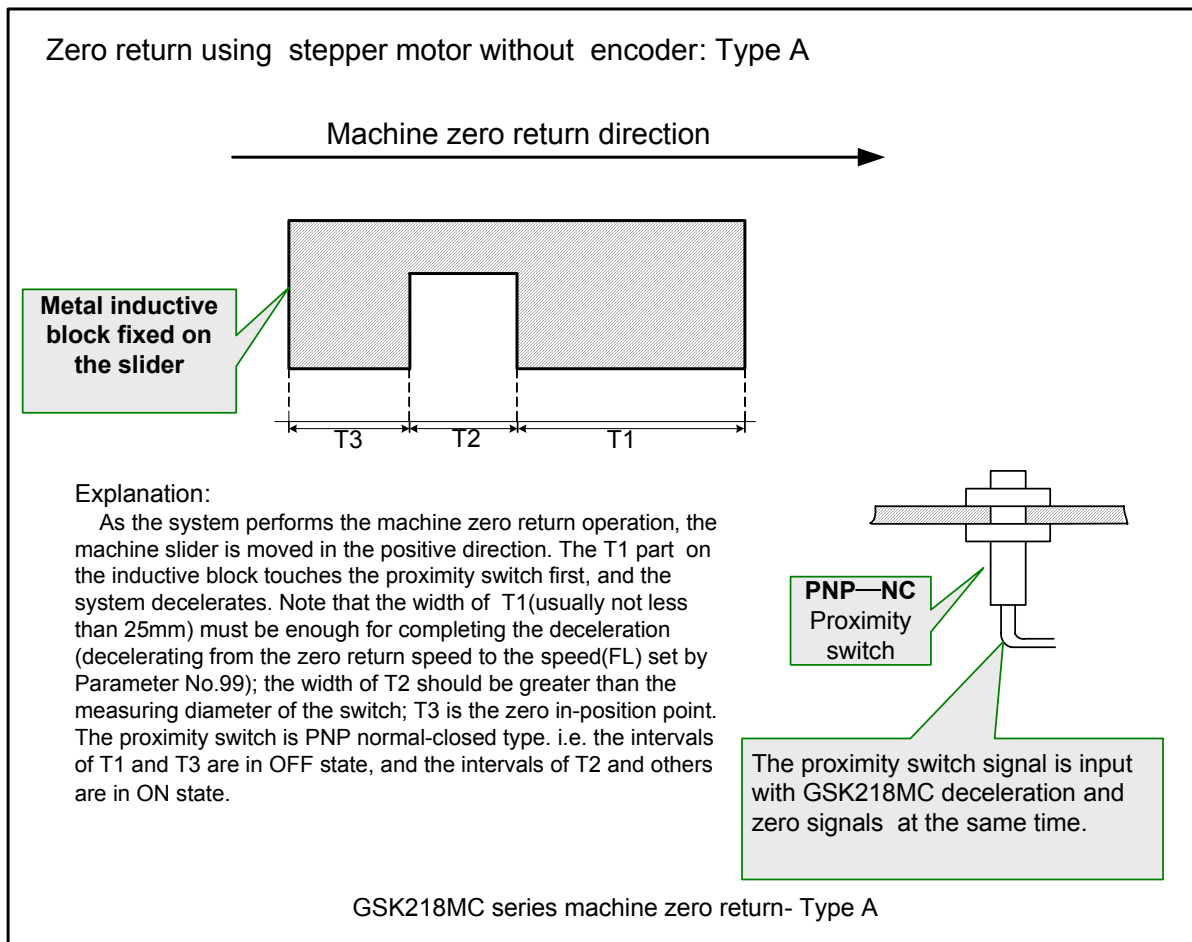 Zero return using stepper motor without encoder: Type A
Machine zero return direction
Metal inductive
block fixed on
the slider
T3
T2
T1
Explanation:
As the system performs the machine zero return operation, the
machine slider is moved in the positive direction. The T1 part on
the inductive block touches the proximity switch first, and the
system decelerates. Note that the width of T1(usually not less
than 25mm) must be enough for completing the deceleration
(decelerating from the zero return speed to the speed(FL) set by
Parameter No.99); the width of T2 should be greater than the
measuring diameter of the switch; T3 is the zero in-position point.
The proximity switch is PNP normal-closed type. i.e. the intervals
of T1 and T3 are in OFF state, and the intervals of T2 and others
are in ON state.
PNP—NC
Proximity
switch
The proximity switch signal is input
with GSK218MC deceleration and
zero signals at the same time.
GSK218MC series machine zero return- Type A